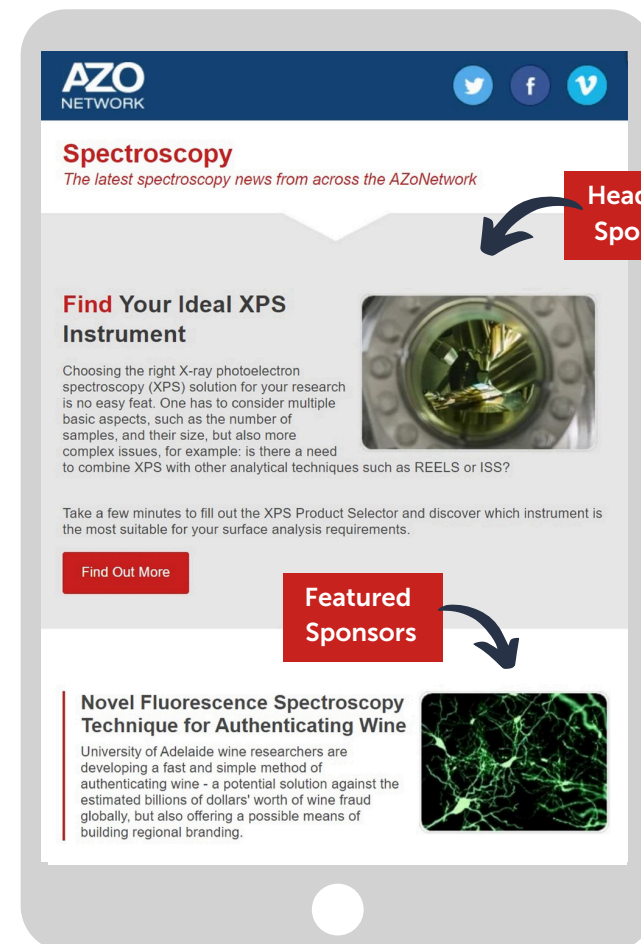 AZO
NETWORK
Spectroscopy
The latest spectroscopy news from across the AZoNetwork
Find Your Ideal XPS
Instrument
Choosing the right X-ray photoelectron
spectroscopy (XPS) solution for your research
is no easy feat. One has to consider multiple
basic aspects, such as the number of
samples, and their size, but also more
complex issues, for example: is there a need
to combine XPS with other analytical techniques such as REELS or ISS?
Take a few minutes to fill out the XPS Product Selector and discover which instrument is
the most suitable for your surface analysis requirements.
Find Out More
Featured
Sponsors
Novel Fluorescence Spectroscopy
Technique for Authenticating Wine
University of Adelaide wine researchers are
developing a fast and simple method of
authenticating wine - a potential solution against the
estimated billions of dollars' worth of wine fraud
globally, but also offering a possible means of
building regional branding.